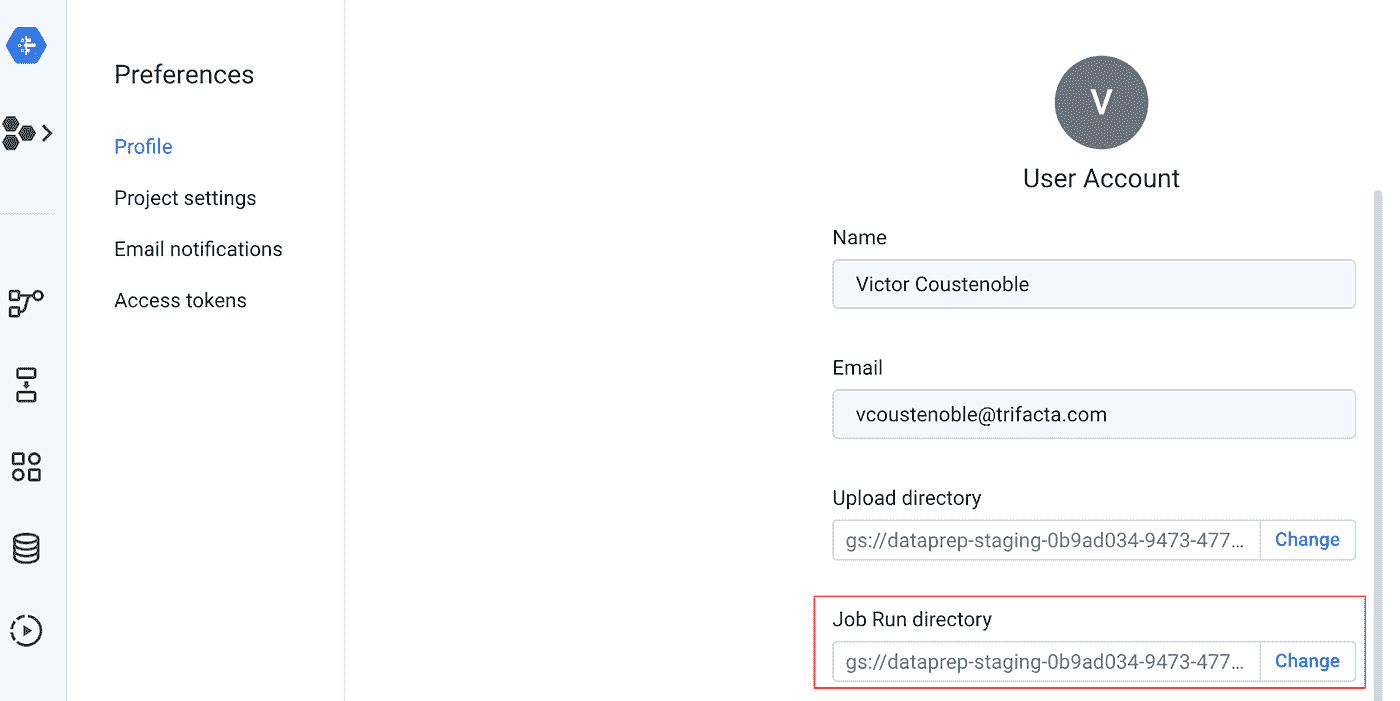 Preferences
Profile
Project settings
Email notifications
Access tokens
V
User Account
Name
Victor Coustenoble
Email
vcoustenoble@trifacta.com
Upload directory
gs://dataprep-staging-0b9ad034-9473-477... Change
Job Run directory
gs://dataprep-staging-0b9ad034-9473-477... Change